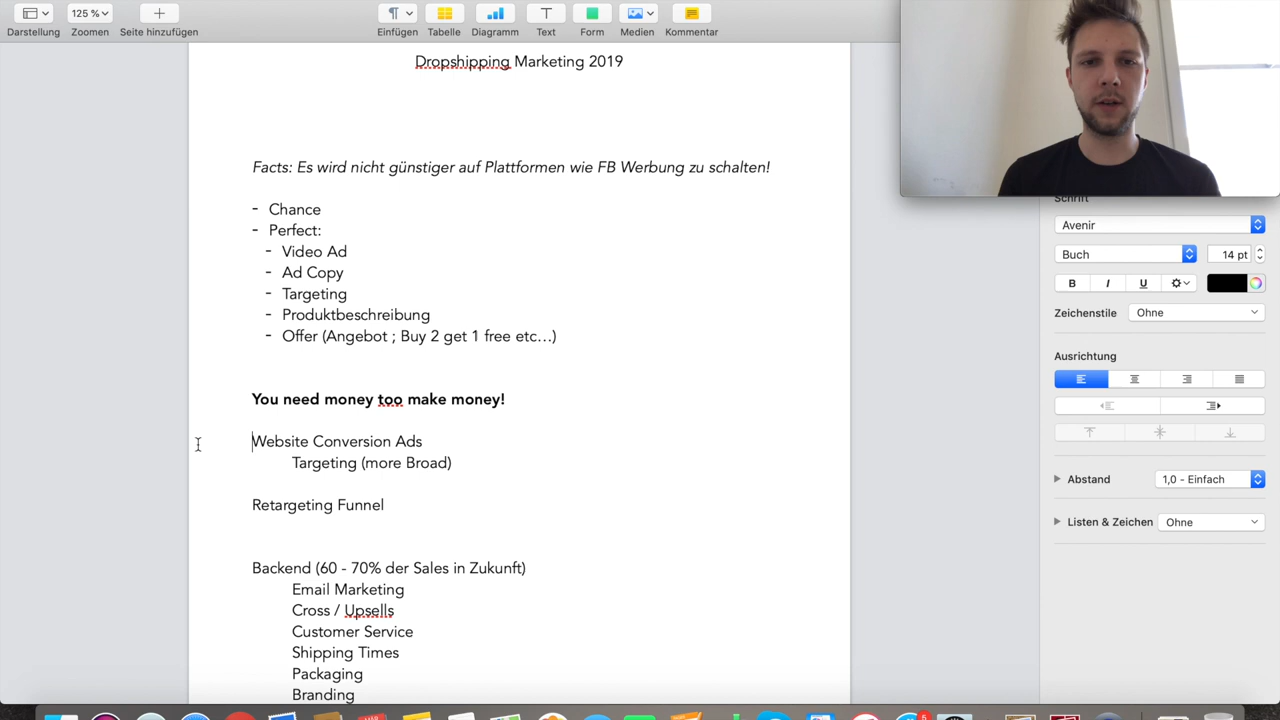 125 %
Darstellung
Zoomen
Seite hinzufügen
Einfügen
Tabelle
Diagramm
Text
Form
Medien
Kommentar
Dropshipping Marketing 2019
Facts: Es wird nicht günstiger auf Plattformen wie FB Werbung zu schalten!
- Chance
- Perfect:
- Video Ad
- Ad Copy
- Targeting
- Produktbeschreibung
- Offer (Angebot ; Buy 2 get 1 free etc…)
You need money too make money!
Website Conversion Ads
Targeting (more Broad)
Retargeting Funnel
Backend (60 - 70% der Sales in Zukunft)
Email Marketing
Cross / Upsells
Customer Service
Shipping Times
Packaging
Branding
Schrift
Avenir
Buch
14 pt
B I U
Zeichenstile
Ohne
Ausrichtung
Abstand
1,0 - Einfach
Listen & Zeichen
Ohne